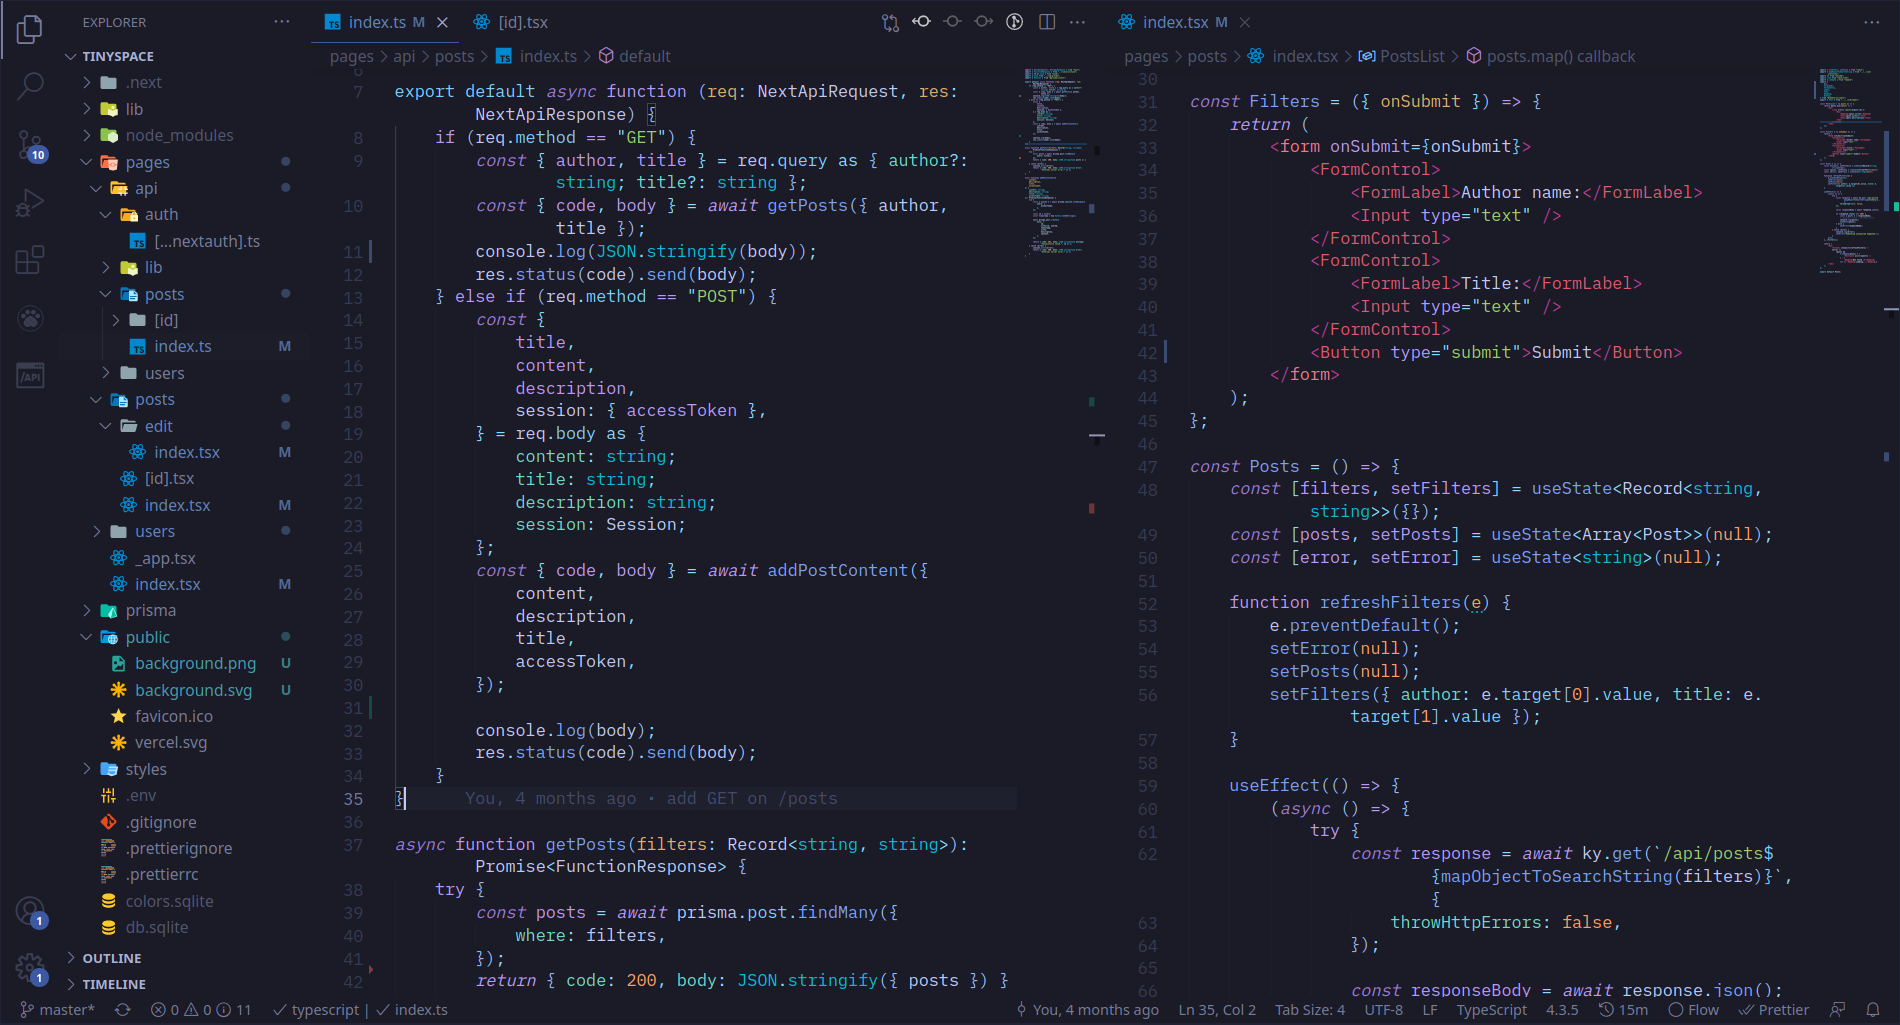 EXPLORER
TINYSPACE
.next
lib
node_modules
pages
api
auth
[...nextauth].ts
lib
posts
[id]
index.ts M
users
posts
edit
index.tsx M
[id].tsx
index.tsx M
users
_app.tsx
index.tsx M
prisma
public
background.png U
background.svg U
favicon.ico
vercel.svg
styles
.env
.gitignore
.prettierignore
.prettierrc
colors.sqlite
db.sqlite
OUTLINE
TIMELINE
10
/API
1
1
index.ts M
[id].tsx
pages > api > posts > index.ts > default
6
7 export default async function (req: NextApiRequest, res:
NextApiResponse) {
8 if (req.method == "GET") {
9 const { author, title } = req.query as { author?:
string; title?: string };
10 const { code, body } = await getPosts({ author,
title });
11 console.log(JSON.stringify(body));
12 res.status(code).send(body);
13 } else if (req.method == "POST") {
14 const {
15 title,
16 content,
17 description,
18 session: { accessToken },
19 } = req.body as {
20 content: string;
21 title: string;
22 description: string;
23 session: Session;
24 };
25 const { code, body } = await addPostContent({
26 content,
27 description,
28 title,
29 accessToken,
30 });
31
32 console.log(body);
33 res.status(code).send(body);
34 }
35 } You, 4 months ago • add GET on /posts
36
37 async function getPosts(filters: Record<string, string>):
Promise<FunctionResponse> {
38 try {
39 const posts = await prisma.post.findMany({
40 where: filters,
41 });
42 return { code: 200, body: JSON.stringify({ posts }) }
index.tsx M
pages > posts > index.tsx > PostsList > posts.map() callback
30
31 const Filters = ({ onSubmit }) => {
32 return (
33 <form onSubmit={onSubmit}>
34 <FormControl>
35 <FormLabel>Author name:</FormLabel>
36 <Input type="text" />
37 </FormControl>
38 <FormControl>
39 <FormLabel>Title:</FormLabel>
40 <Input type="text" />
41 </FormControl>
42 <Button type="submit">Submit</Button>
43 </form>
44 );
45 };
46
47 const Posts = () => {
48 const [filters, setFilters] = useState<Record<string,
string>>({});
49 const [posts, setPosts] = useState<Array<Post>>(null);
50 const [error, setError] = useState<string>(null);
51
52 function refreshFilters(e) {
53 e.preventDefault();
54 setError(null);
55 setPosts(null);
56 setFilters({ author: e.target[0].value, title: e.
target[1].value });
57 }
58
59 useEffect(() => {
60 (async () => {
61 try {
62 const response = await ky.get(`/api/posts$
{mapObjectToSearchString(filters)}`,
{
63 throwHttpErrors: false,
64 });
65
66 const responseBody = await response.json();
master* 0 0 11 typescript | index.ts
You, 4 months ago Ln 35, Col 2 Tab Size: 4 UTF-8 LF TypeScript 4.3.5 15m Flow Prettier